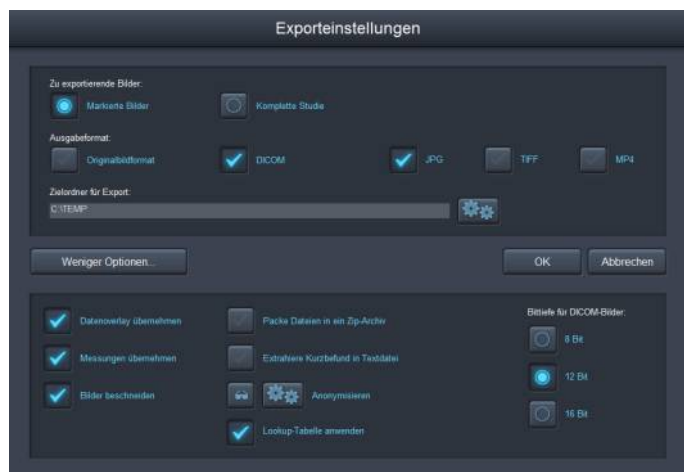 Exporteinstellungen
Zu exportierende Bilder:
Markierte Bilder
Komplette Studie
Ausgabeformat:
Originalbildformat
DICOM
JPG
TIFF
MP4
Zielordner für Export:
C:\TEMP
Weniger Optionen...
OK
Abbrechen
Datenoverlay übernehmen
Messungen übernehmen
Bilder beschneiden
Packe Dateien in ein Zip-Archiv
Extrahiere Kurzbefund in Textdatei
Anonymisieren
Lookup-Tabelle anwenden
Bittiefe für DICOM-Bilder:
8 Bit
12 Bit
16 Bit